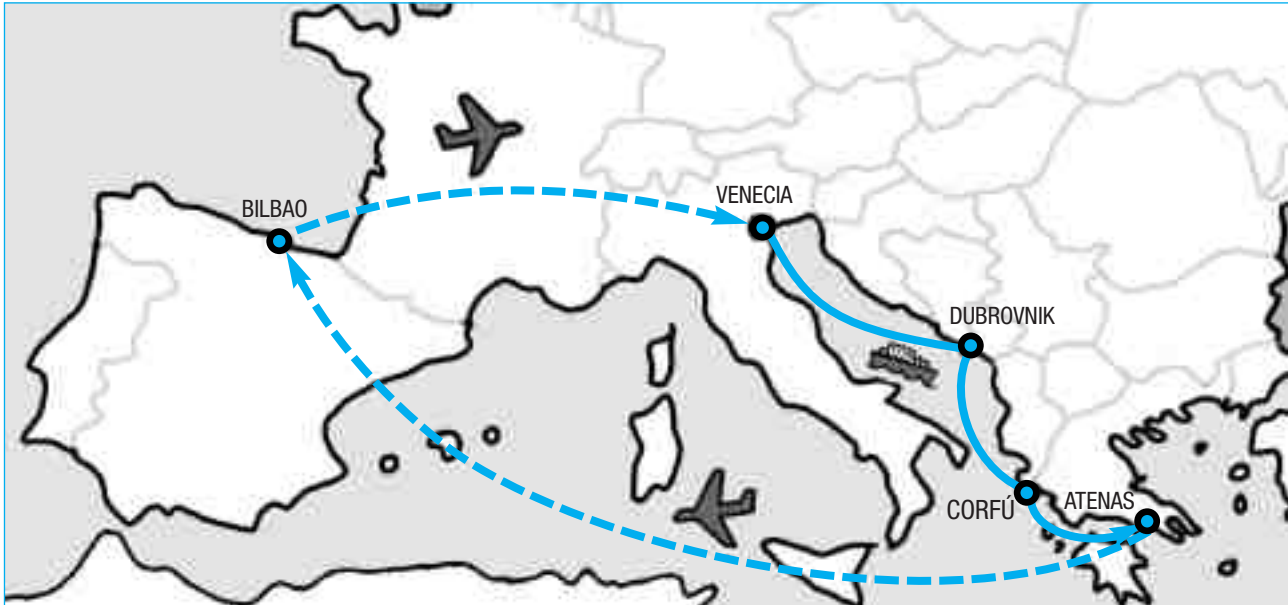 VENECIA
BILBAO
DUBROVNIK
CORFÚ
ATENAS